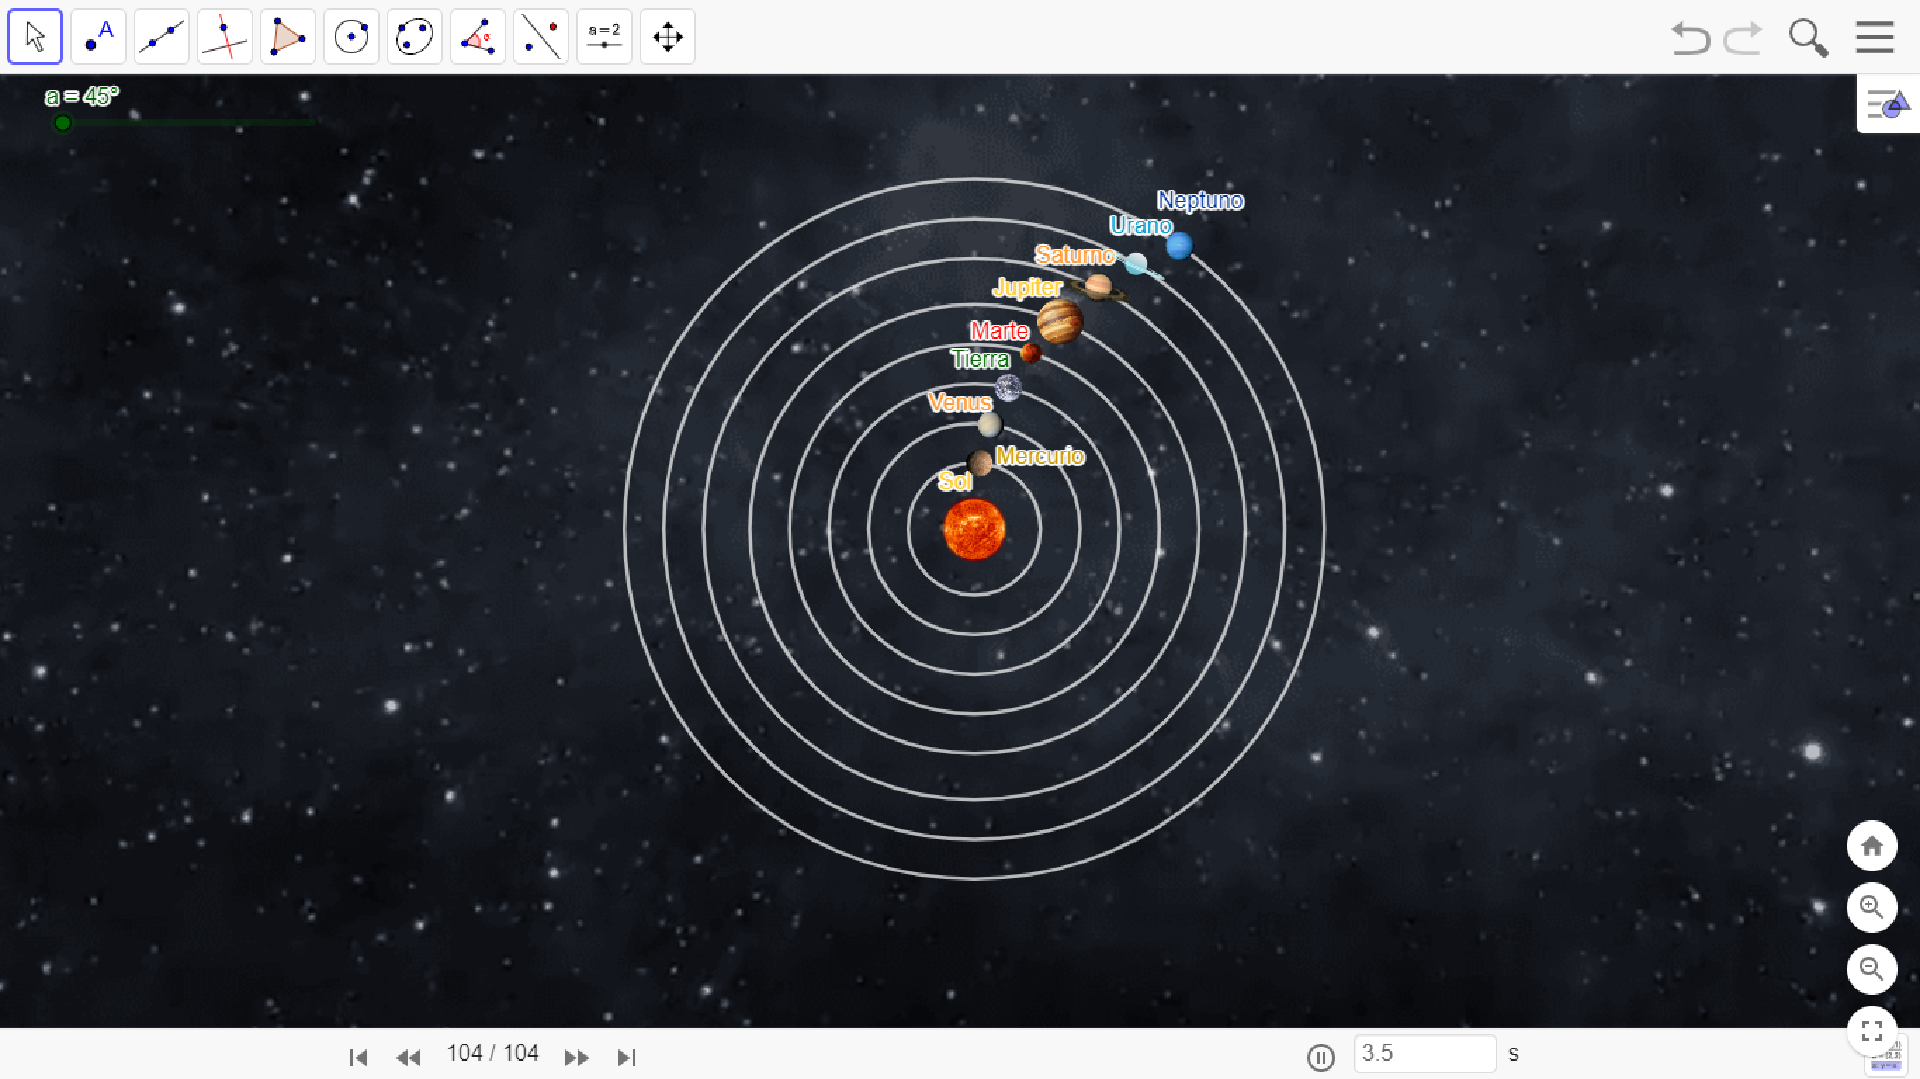 A
a = 2
a = 45°
Neptuno
Urano
Saturno
Jupiter
Marte
Tierra
Venus
Mercurio
Sol
104 / 104
3.5
s